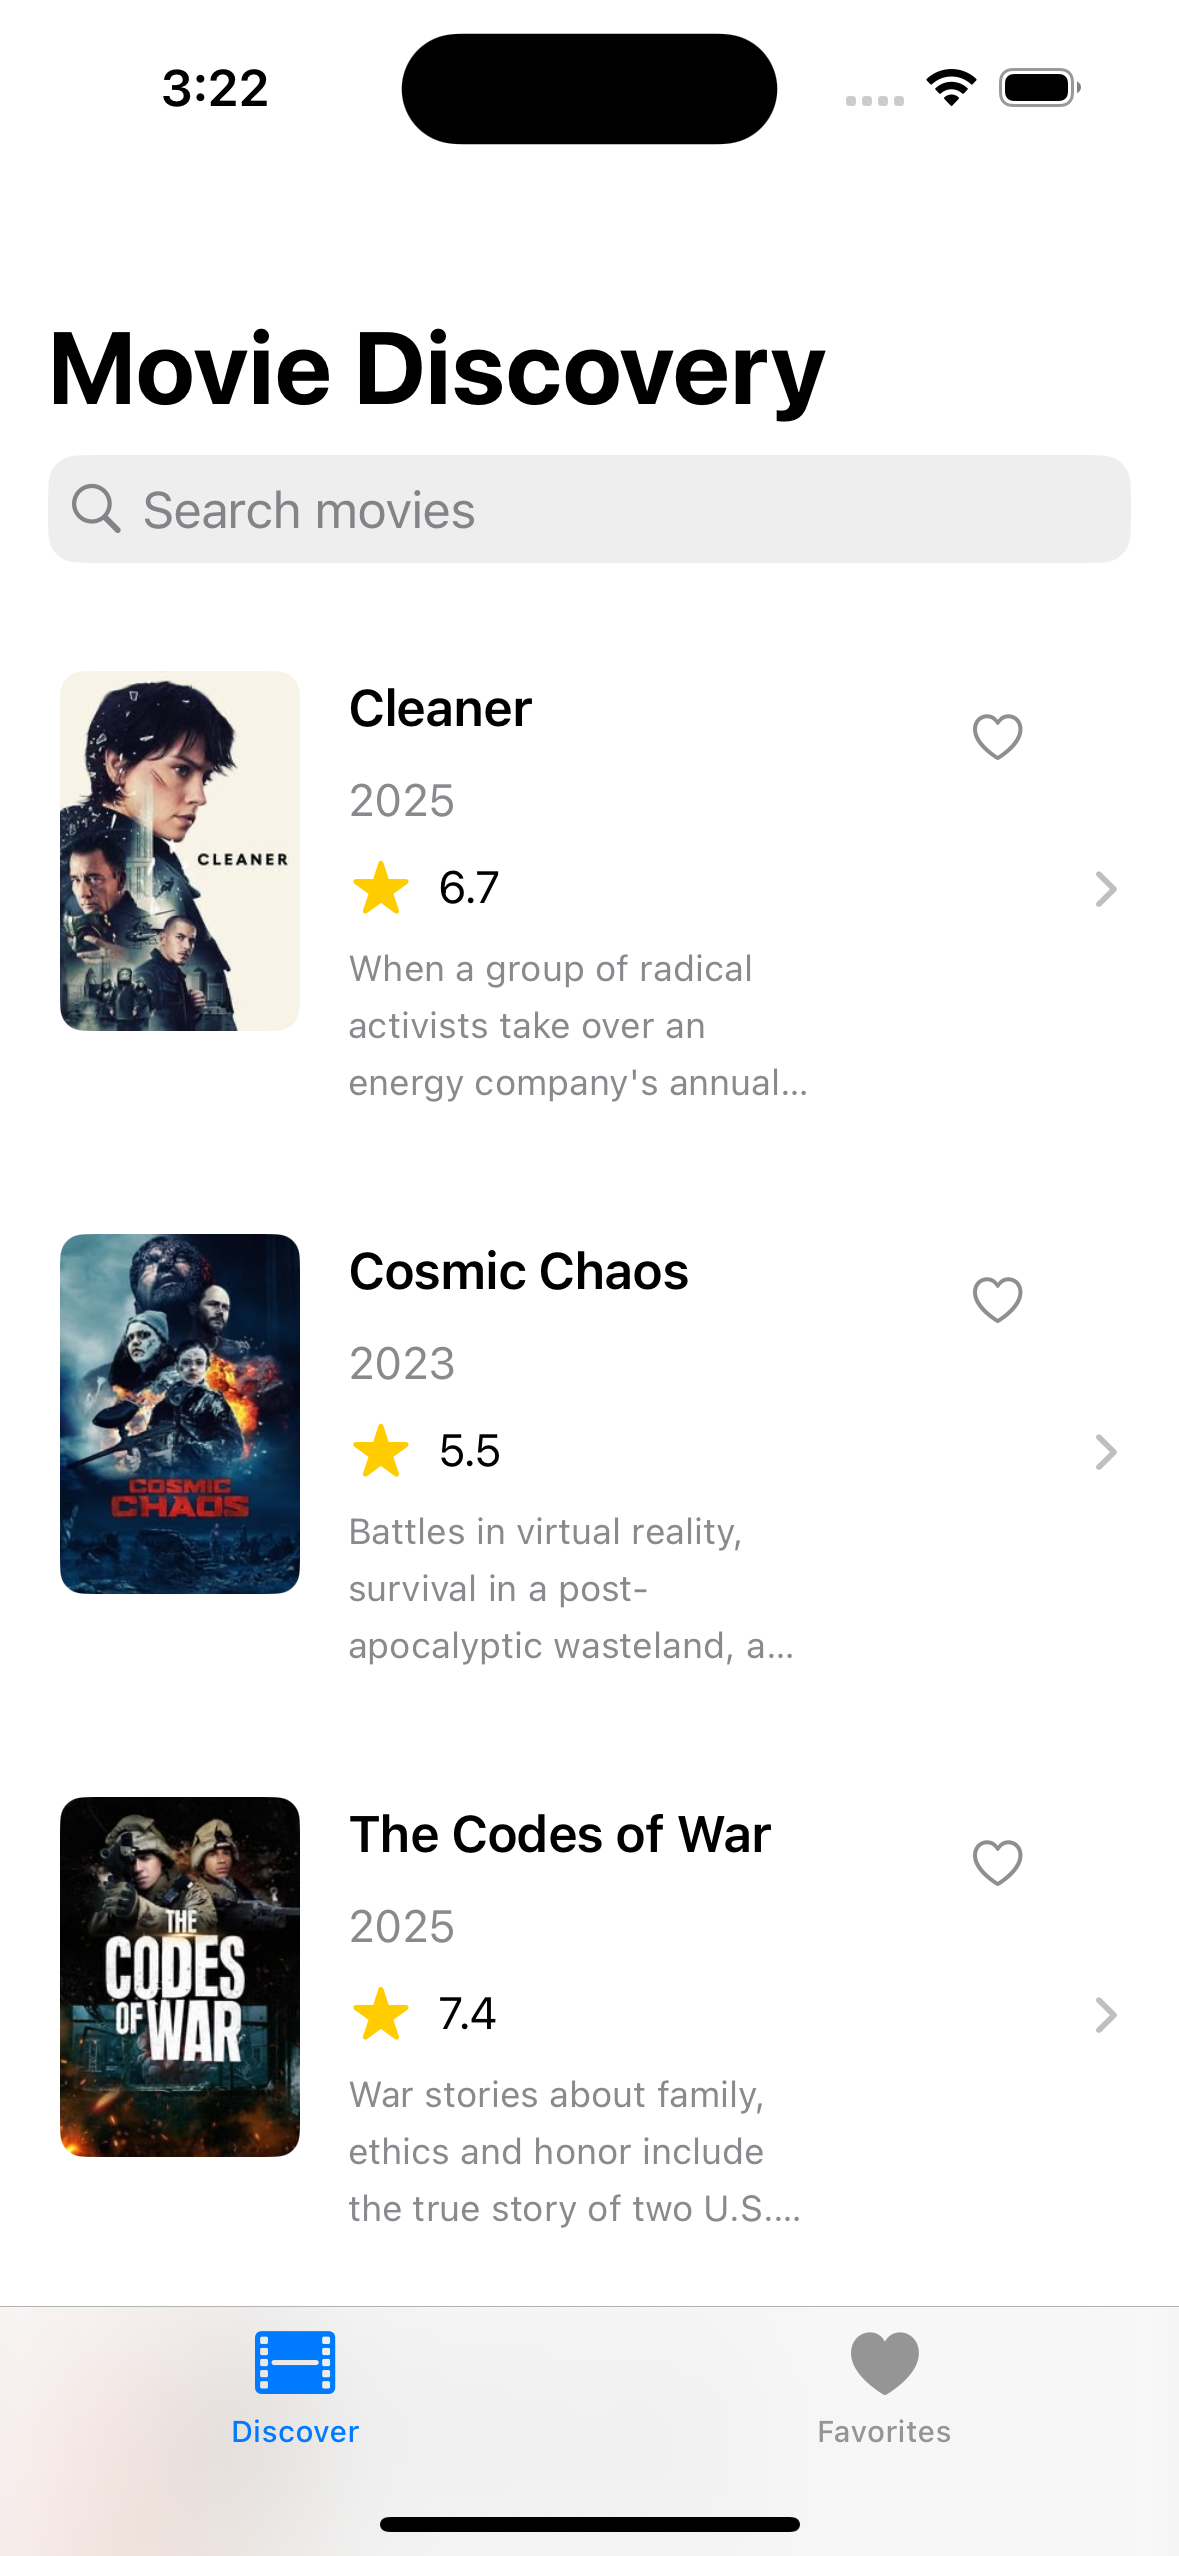 3:22
Movie Discovery
Search movies
CLEANER
Cleaner
2025
6.7
When a group of radical
activists take over an
energy company's annual...
COSMIC
CHAOS
Cosmic Chaos
2023
5.5
Battles in virtual reality,
survival in a post-
apocalyptic wasteland, a...
THE
CODES
OF WAR
The Codes of War
2025
7.4
War stories about family,
ethics and honor include
the true story of two U.S....
Discover
Favorites